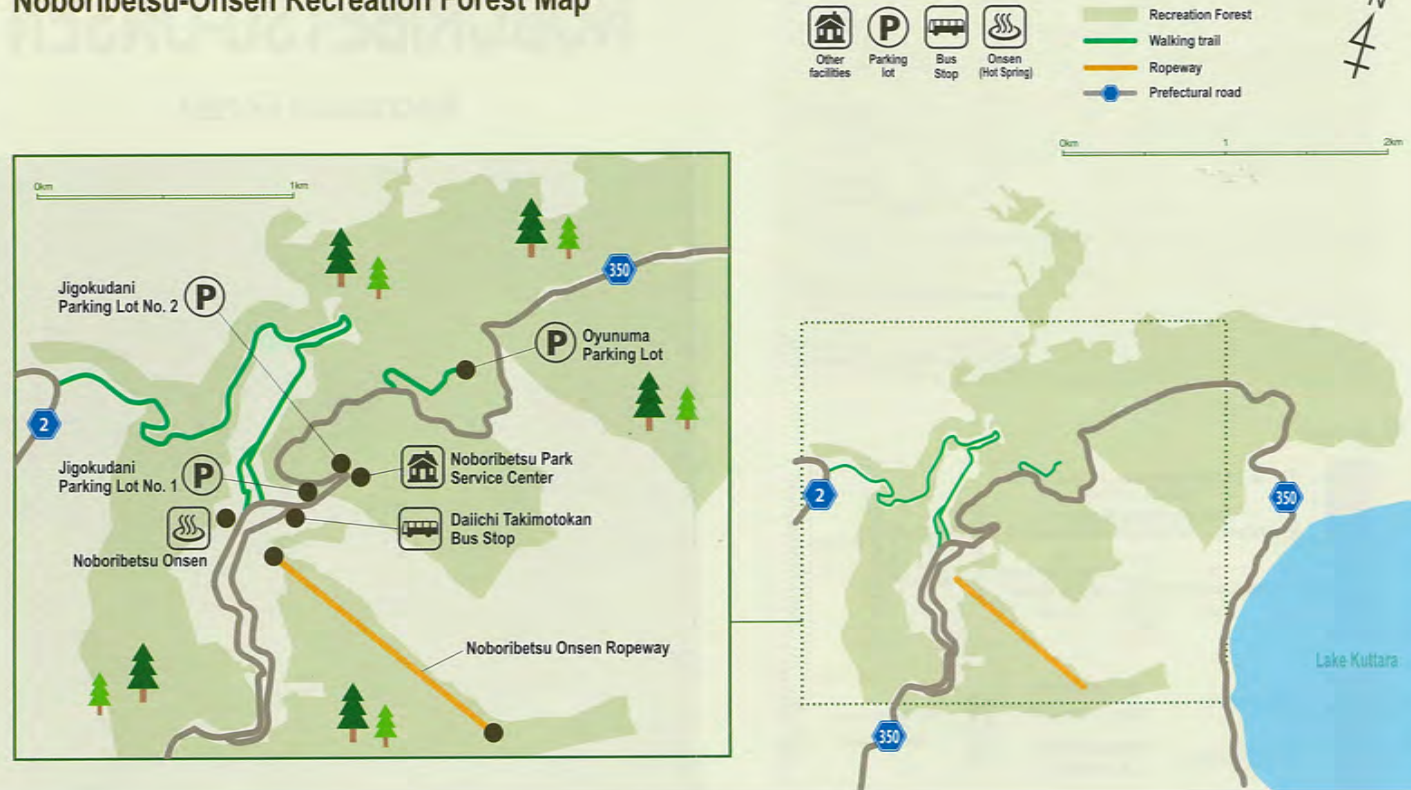 Noboribetsu-Onsen Recreation Forest Map
Other
facilities
P
Parking
lot
Bus
Stop
Onsen
(Hot Spring)
Recreation Forest
Walking trail
Ropeway
Prefectural road
N
0km 1 2km
0km 1km
350
Jigokudani
Parking Lot No. 2
P
P
Oyunuma
Parking Lot
2
Jigokudani
Parking Lot No. 1
P
Noboribetsu Park
Service Center
Daiichi Takimotokan
Bus Stop
Noboribetsu Onsen
Noboribetsu Onsen Ropeway
2
350
Lake Kuttara
350